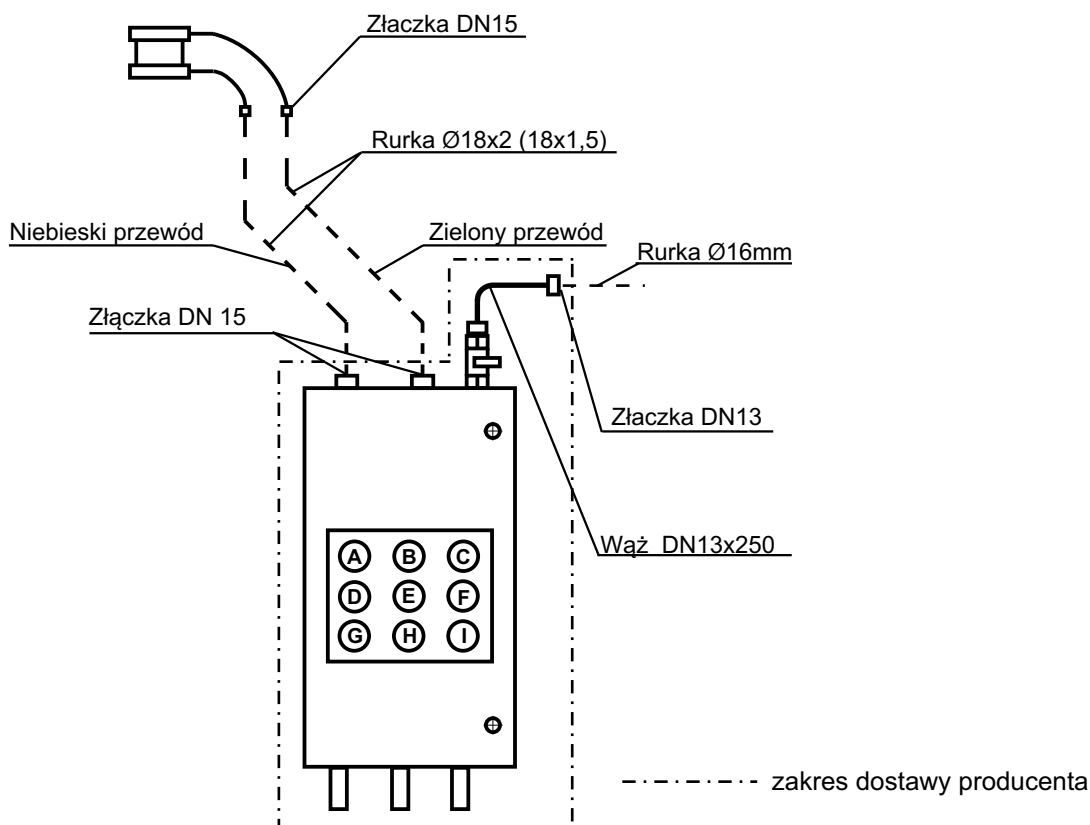 Złaczka DN15
Rurka Ø18x2 (18x1,5)
Niebieski przewód
Zielony przewód
Rurka Ø16mm
Złączka DN 15
Złaczka DN13
Wąż DN13x250
A B C
D E F
G H I
zakres dostawy producenta